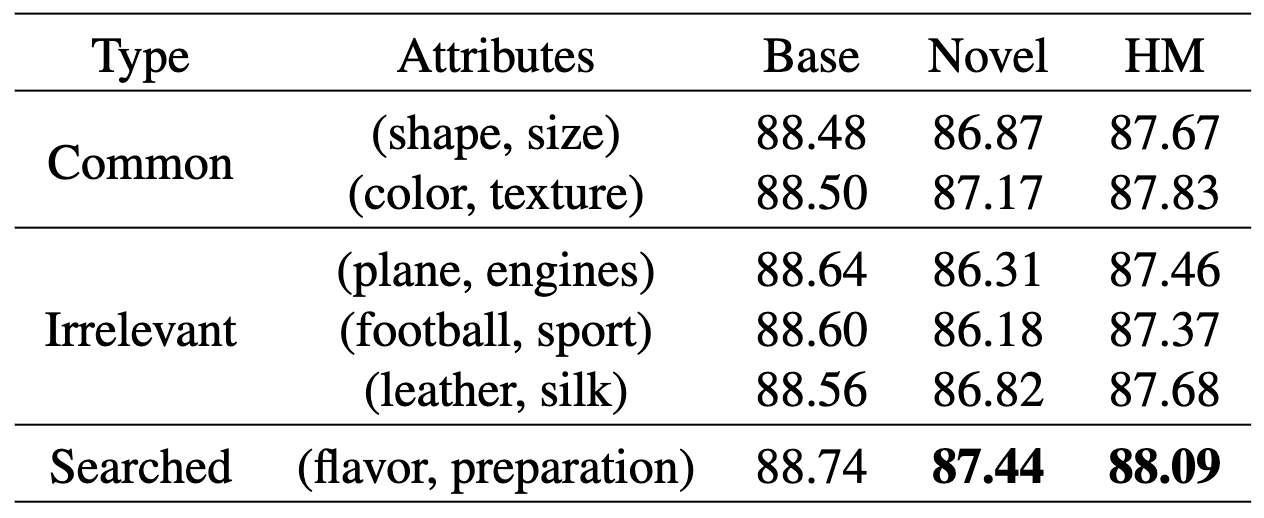 Type Attributes Base Novel HM
Common
(shape, size) 88.48 86.87 87.67
(color, texture) 88.50 87.17 87.83
Irrelevant
(plane, engines) 88.64 86.31 87.46
(football, sport) 88.60 86.18 87.37
(leather, silk) 88.56 86.82 87.68
Searched (flavor, preparation) 88.74 87.44 88.09